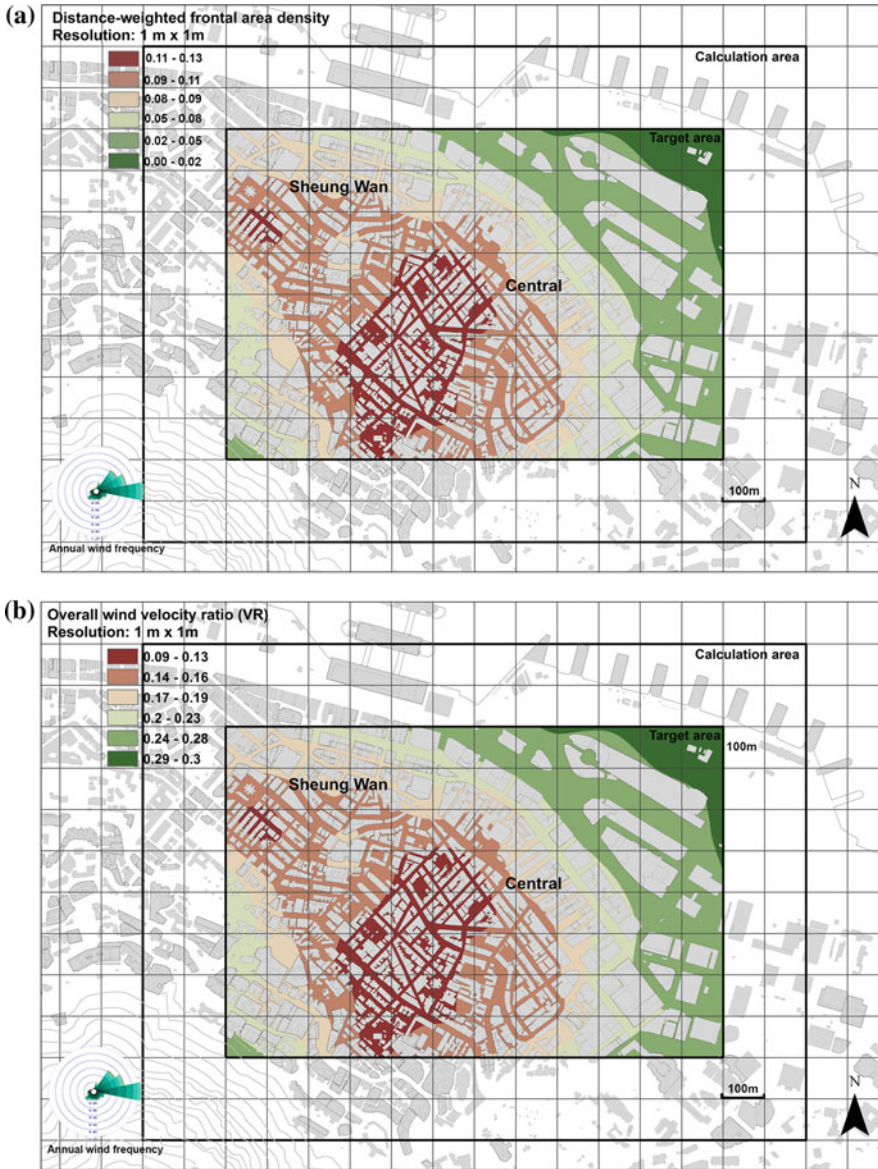 (a)
Distance-weighted frontal area density
Resolution: 1 m x 1m
0.11 - 0.13
0.09 - 0.11
0.08 - 0.09
0.05 - 0.08
0.02 - 0.05
0.00 - 0.02
Calculation area
Target area
Sheung Wan
Central
100m
N
Annual wind frequency
(b)
Overall wind velocity ratio (VR)
Resolution: 1 m x 1m
0.09 - 0.13
0.14 - 0.16
0.17 - 0.19
0.2 - 0.23
0.24 - 0.28
0.29 - 0.3
Calculation area
Target area
100m
Sheung Wan
Central
100m
N
Annual wind frequency